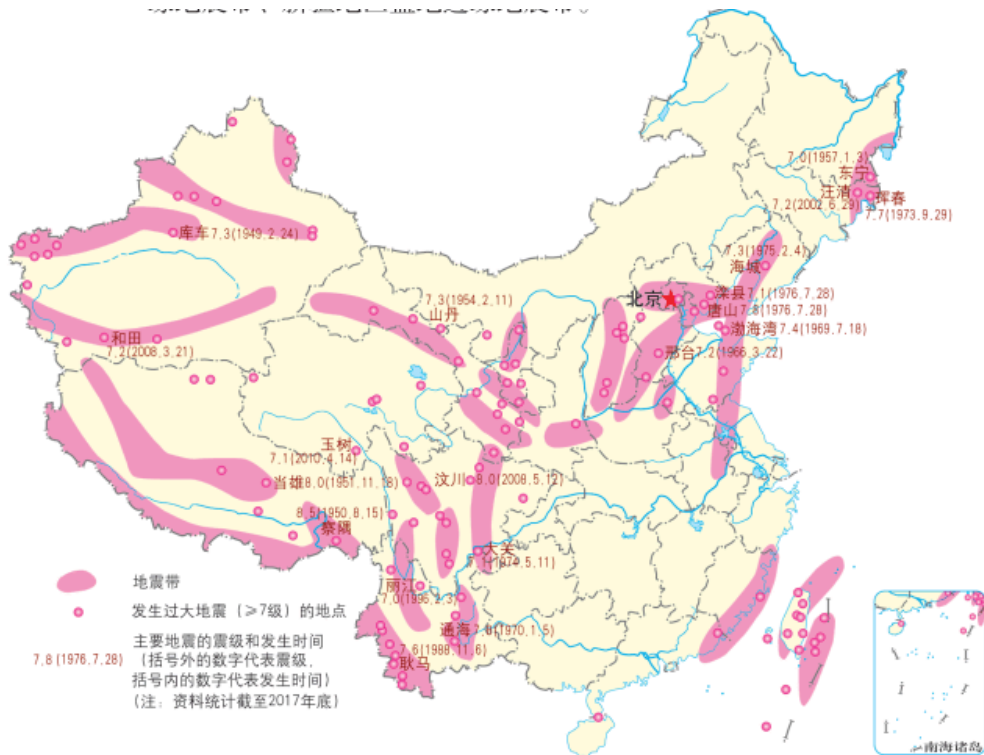 7.0(1957.1.3)
东宁
汪清
7.2(2002.6.29)
珲春
7.7(1973.9.29)
库车7.3(1949.2.24)
7.3(1975.2.4)
海城
北京
滦县7.1(1976.7.28)
唐山7.8(1976.7.28)
渤海湾7.4(1969.7.18)
7.3(1954.2.11)
山丹
和田
7.2(2008.3.21)
邢台7.2(1966.3.22)
玉树
7.1(2010.4.14)
当雄8.0(1951.11.18)
汶川8.0(2008.5.12)
8.5(1950.8.15)
察隅
大关
7.1(1974.5.11)
丽江
7.0(1996.2.3)
通海7.8(1970.1.5)
7.6(1988.11.6)
耿马
地震带
发生过大地震（≥7级）的地点
7.8(1976.7.28)
主要地震的震级和发生时间
（括号外的数字代表震级，
括号内的数字代表发生时间）
(注：资料统计截至2017年底)
南海诸岛